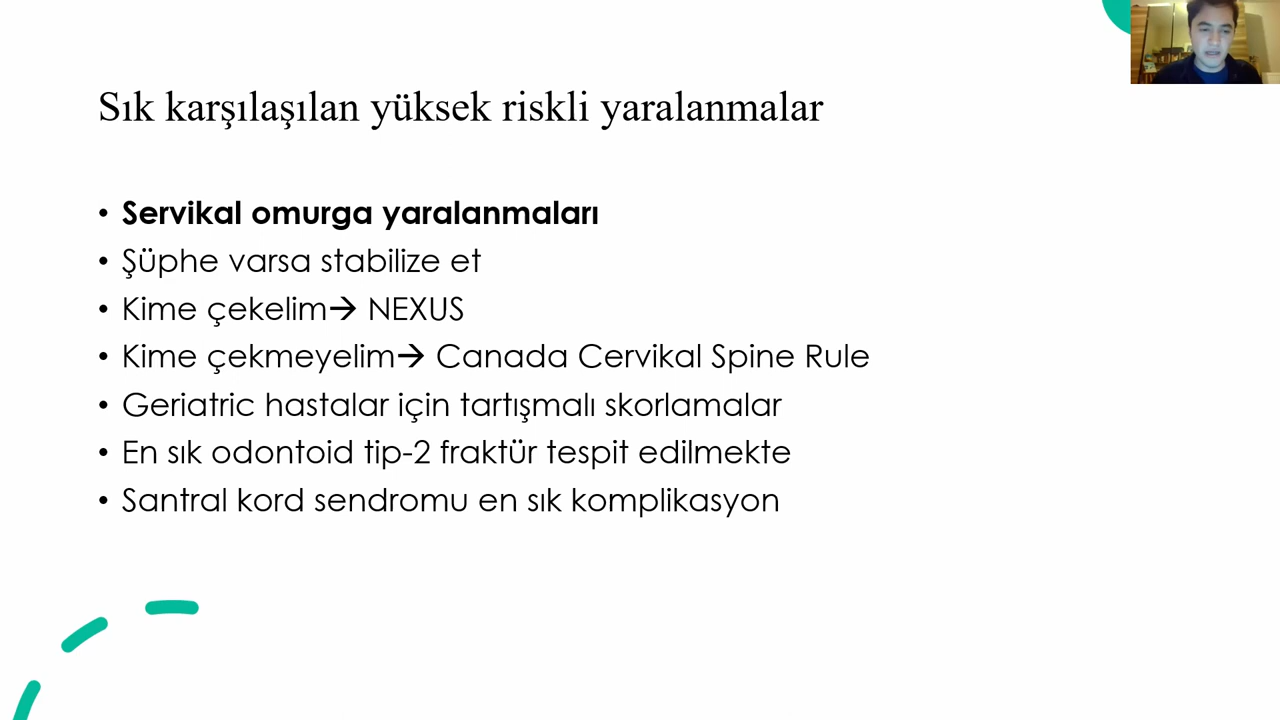 Sık karşılaşılan yüksek riskli yaralanmalar
• Servikal omurga yaralanmaları
• Şüphe varsa stabilize et
• Kime çekelim→ NEXUS
• Kime çekmeyelim→ Canada Cervikal Spine Rule
• Geriatric hastalar için tartışmalı skorlamalar
• En sık odontoid tip-2 fraktür tespit edilmekte
• Santral kord sendromu en sık komplikasyon